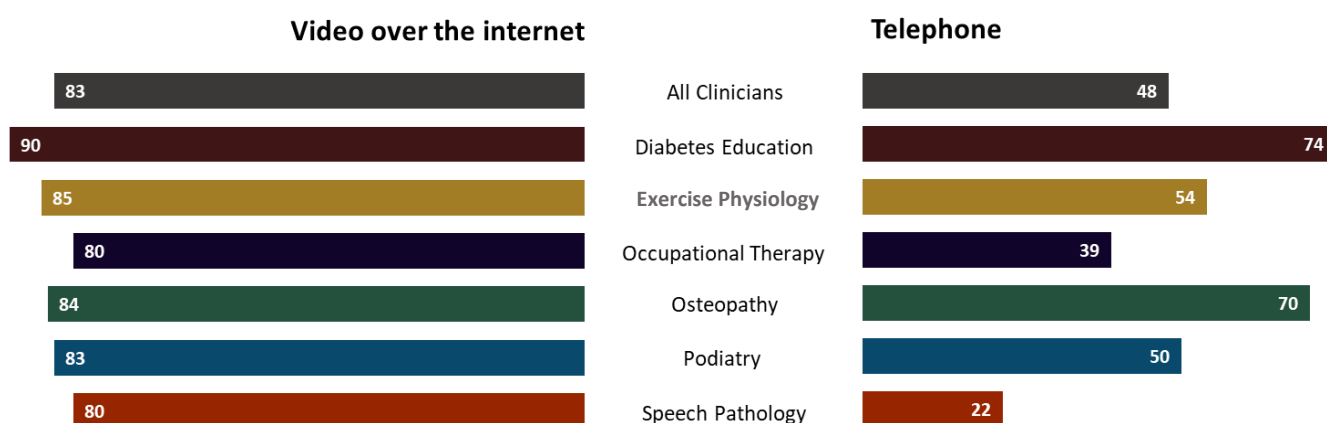 Video over the internet Telephone
83 All Clinicians 48
90 Diabetes Education 74
85 Exercise Physiology 54
80 Occupational Therapy 39
84 Osteopathy 70
83 Podiatry 50
80 Speech Pathology 22